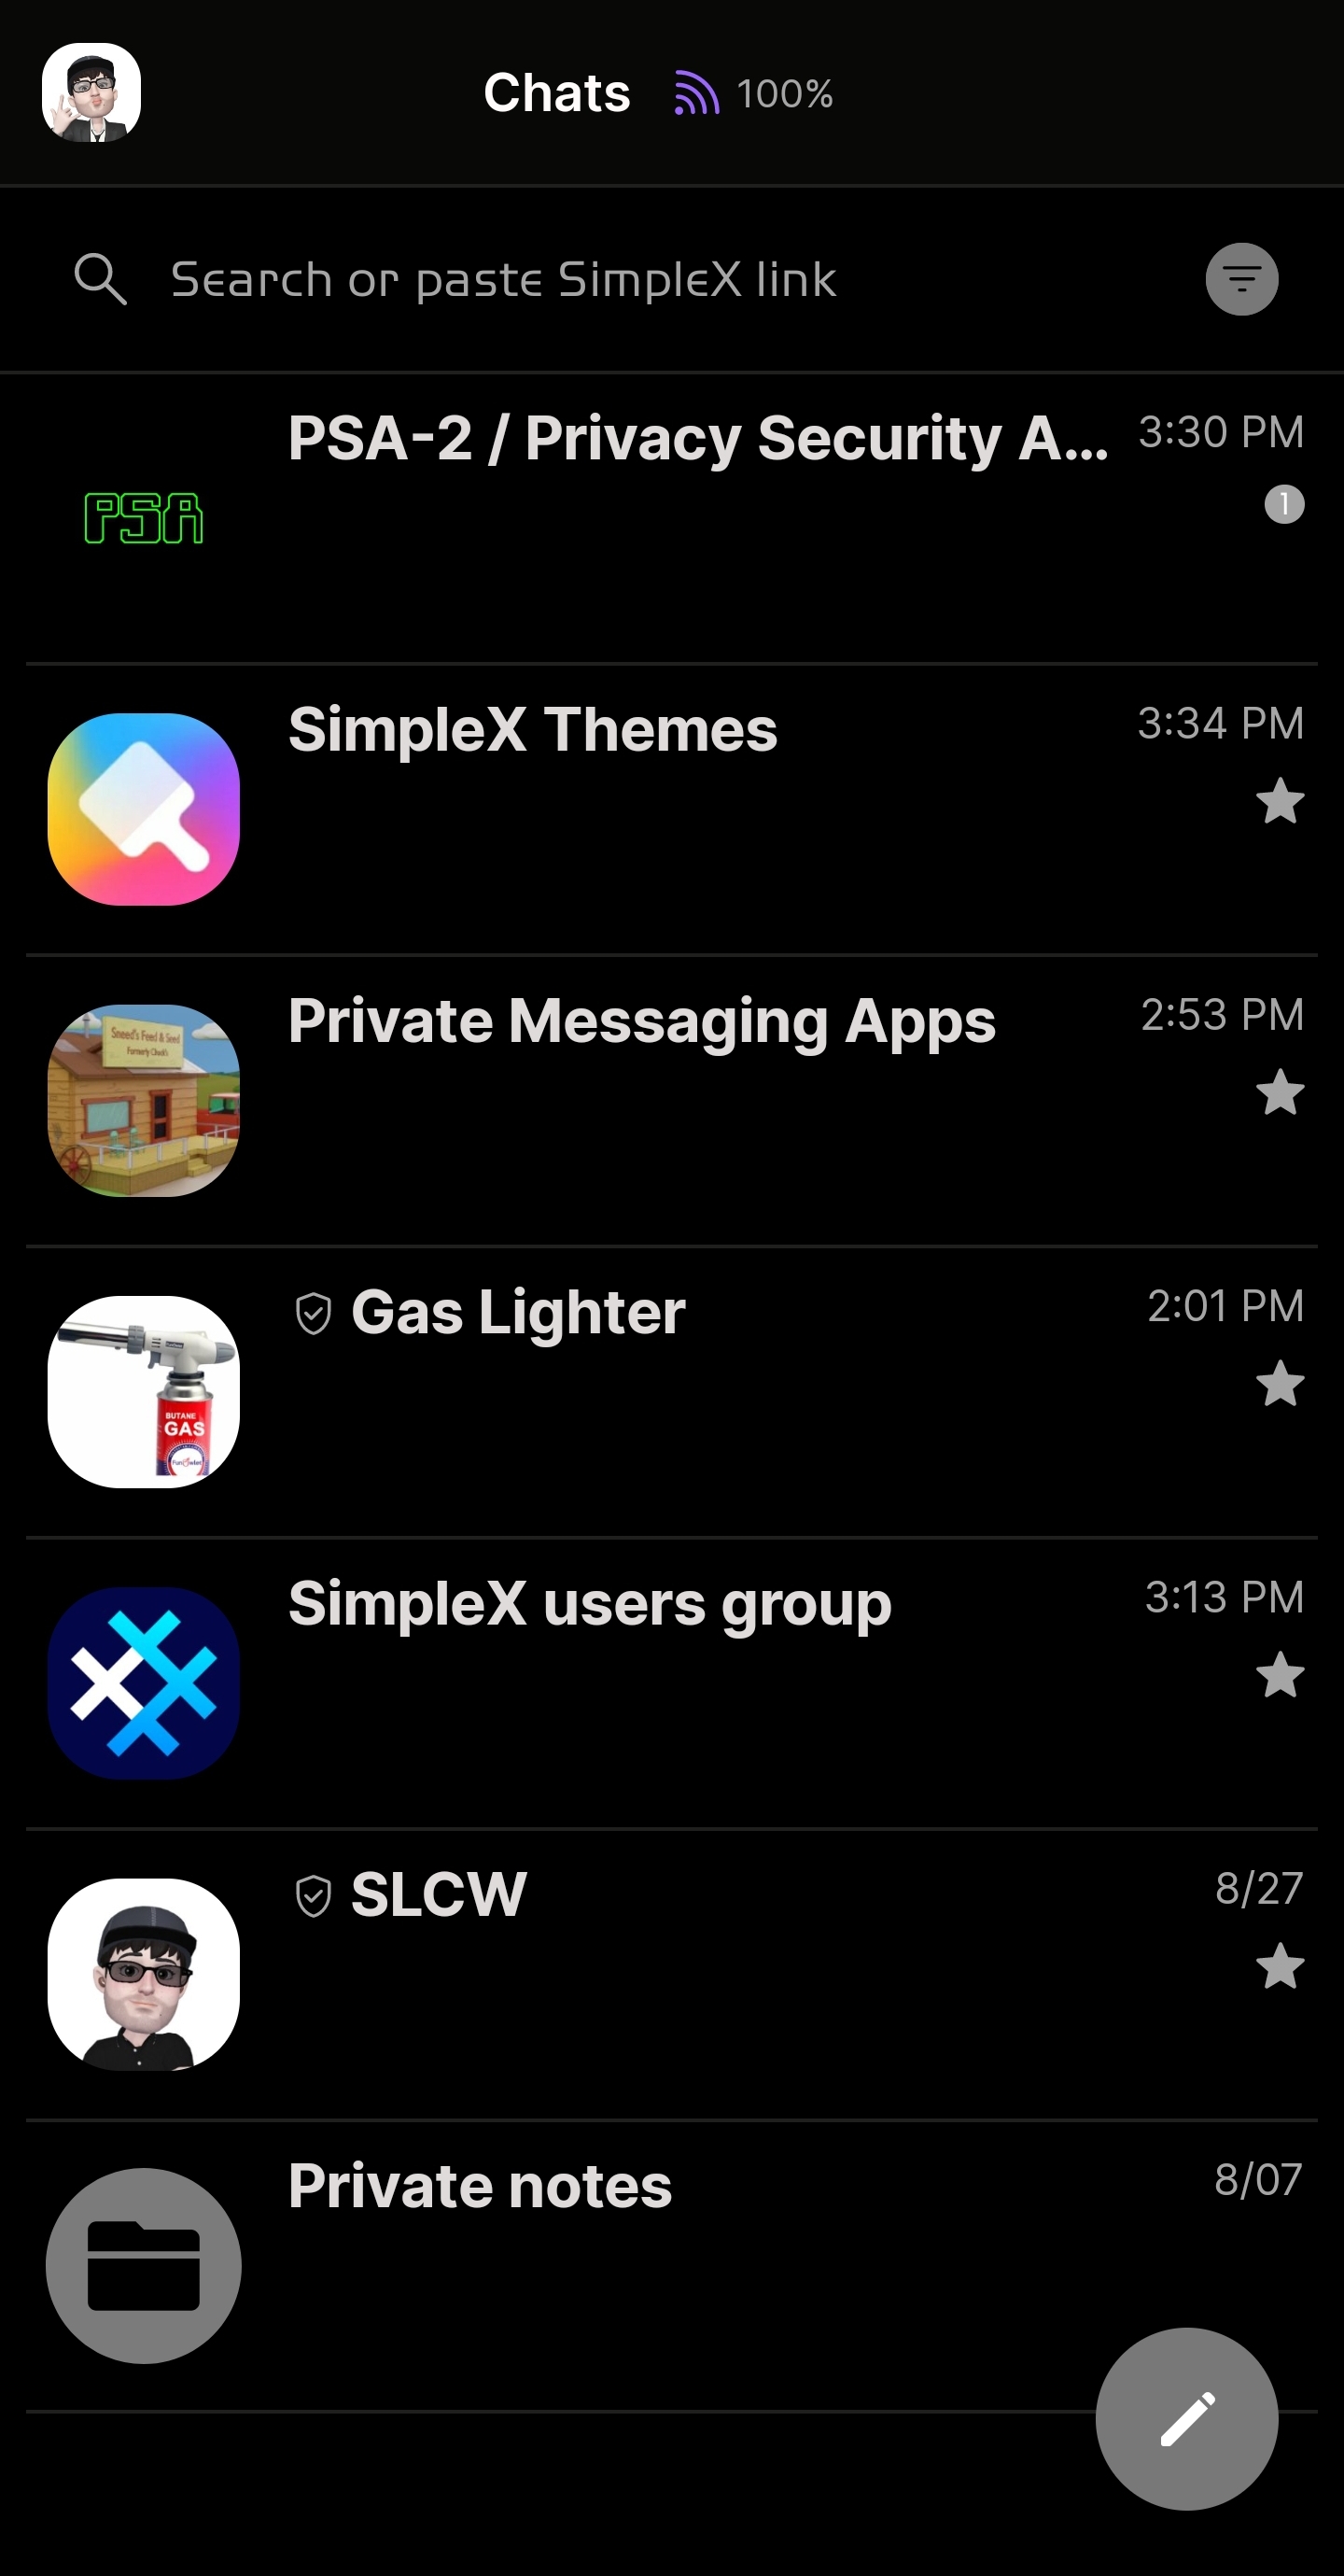 Chats 100%
Search or paste SimpleX link
PSA-2 / Privacy Security A... 3:30 PM
1
PSA
SimpleX Themes 3:34 PM
Private Messaging Apps 2:53 PM
Sneed's Feed & Seed
Formerly Chuck's
Gas Lighter 2:01 PM
BUTANE
GAS
SimpleX users group 3:13 PM
SLCW 8/27
Private notes 8/07